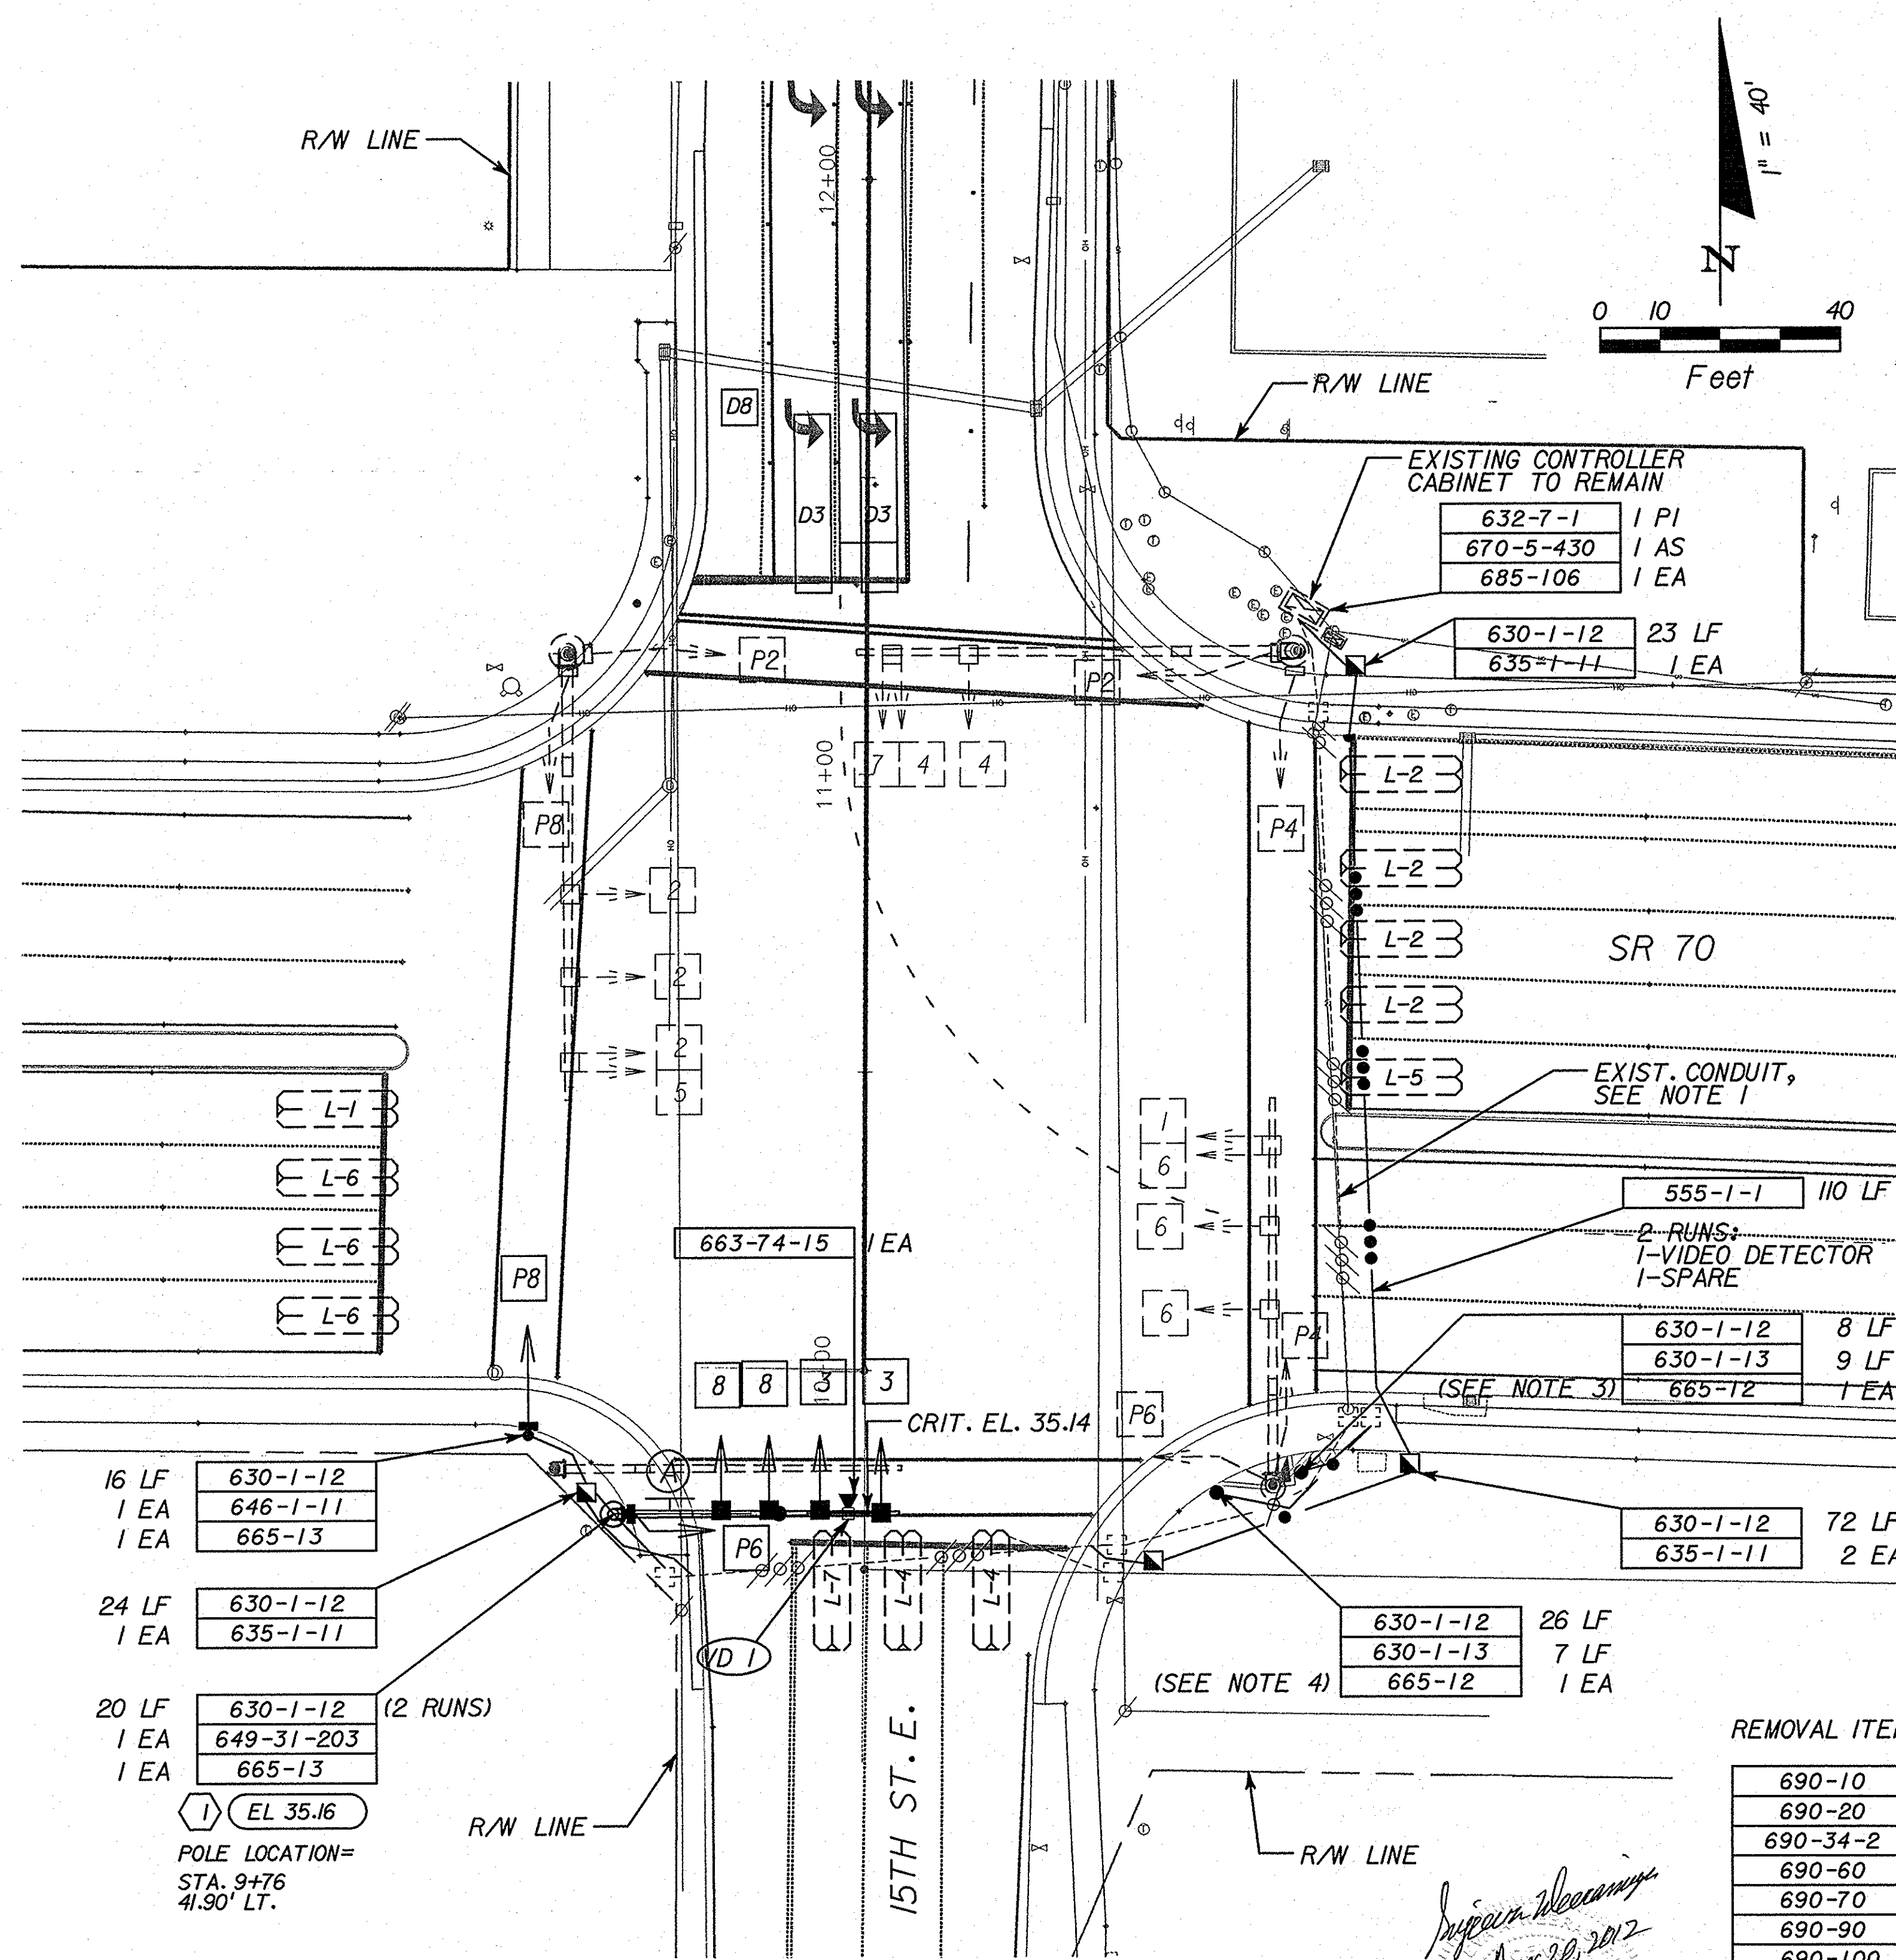 1" = 40'
R/W LINE
12+00
N
0 10 40
Feet
R/W LINE
D8
EXISTING CONTROLLER
CABINET TO REMAIN
D3 D3
632-7-1 1 PI
670-5-430 1 AS
685-106 1 EA
630-1-12 23 LF
635-1-11 1 EA
P2
P2
7 4 4
11+00
L-2
P8
P4
L-2
2
L-2
SR 70
2
L-2
2
5
L-5
EXIST. CONDUIT,
SEE NOTE 1
L-1
1
6
L-6
555-1-1 110 LF
6
2 RUNS:
1-VIDEO DETECTOR
1-SPARE
663-74-15 1 EA
L-6
P8
6
L-6
P4
630-1-12 8 LF
630-1-13 9 LF
(SEE NOTE 3) 665-12 1 EA
10+00
8 8 3 3
P6
CRIT. EL. 35.14
A
16 LF 630-1-12
1 EA 646-1-11
1 EA 665-13
630-1-12 72 LF
635-1-11 2 EA
P6
L-7 L-4 L-4
24 LF 630-1-12
1 EA 635-1-11
VD 1
630-1-12 26 LF
630-1-13 7 LF
(SEE NOTE 4) 665-12 1 EA
20 LF 630-1-12 (2 RUNS)
1 EA 649-31-203
1 EA 665-13
1 EL 35.16
POLE LOCATION=
STA. 9+76
41.90' LT.
R/W LINE
15TH ST. E.
R/W LINE
REMOVAL ITE
690-10
690-20
690-34-2
690-60
690-70
690-90
690-100
2012